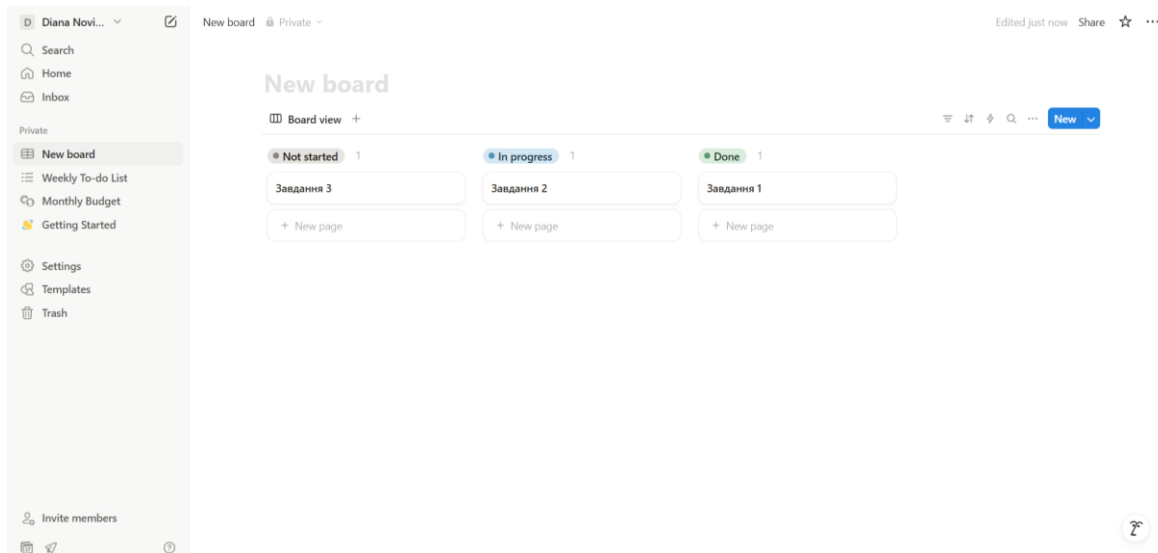 D Diana Novi...
Search
Home
Inbox
Private
New board
Weekly To-do List
Monthly Budget
Getting Started
Settings
Templates
Trash
Invite members
New board Private
Edited just now Share
New board
Board view
New
Not started 1
Завдання 3
+ New page
In progress 1
Завдання 2
+ New page
Done 1
Завдання 1
+ New page